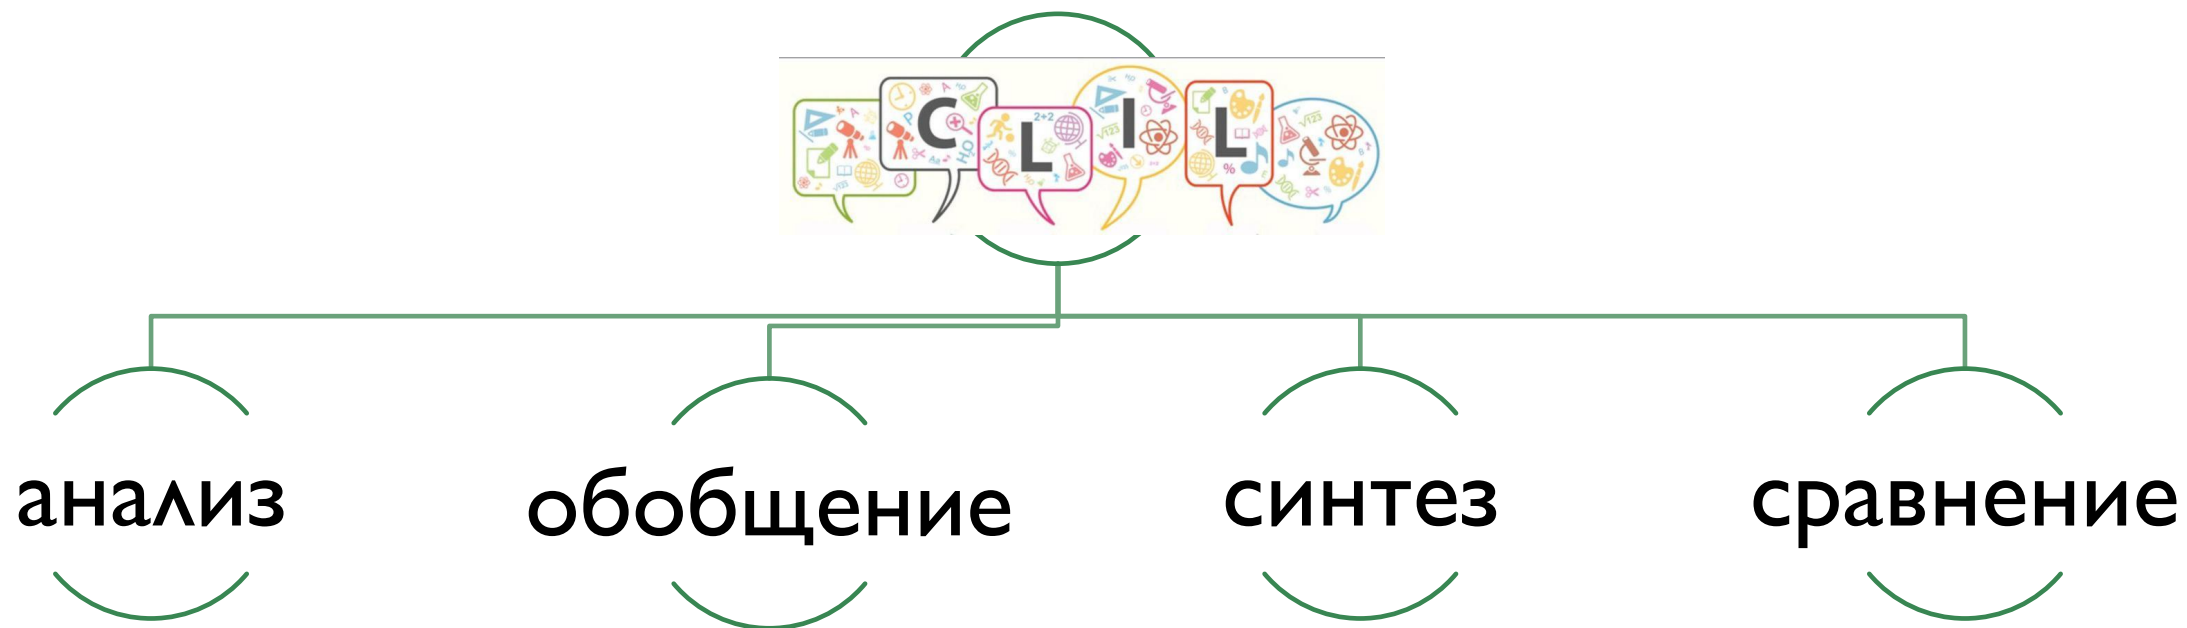 CLIL
анализ
обобщение
синтез
сравнение